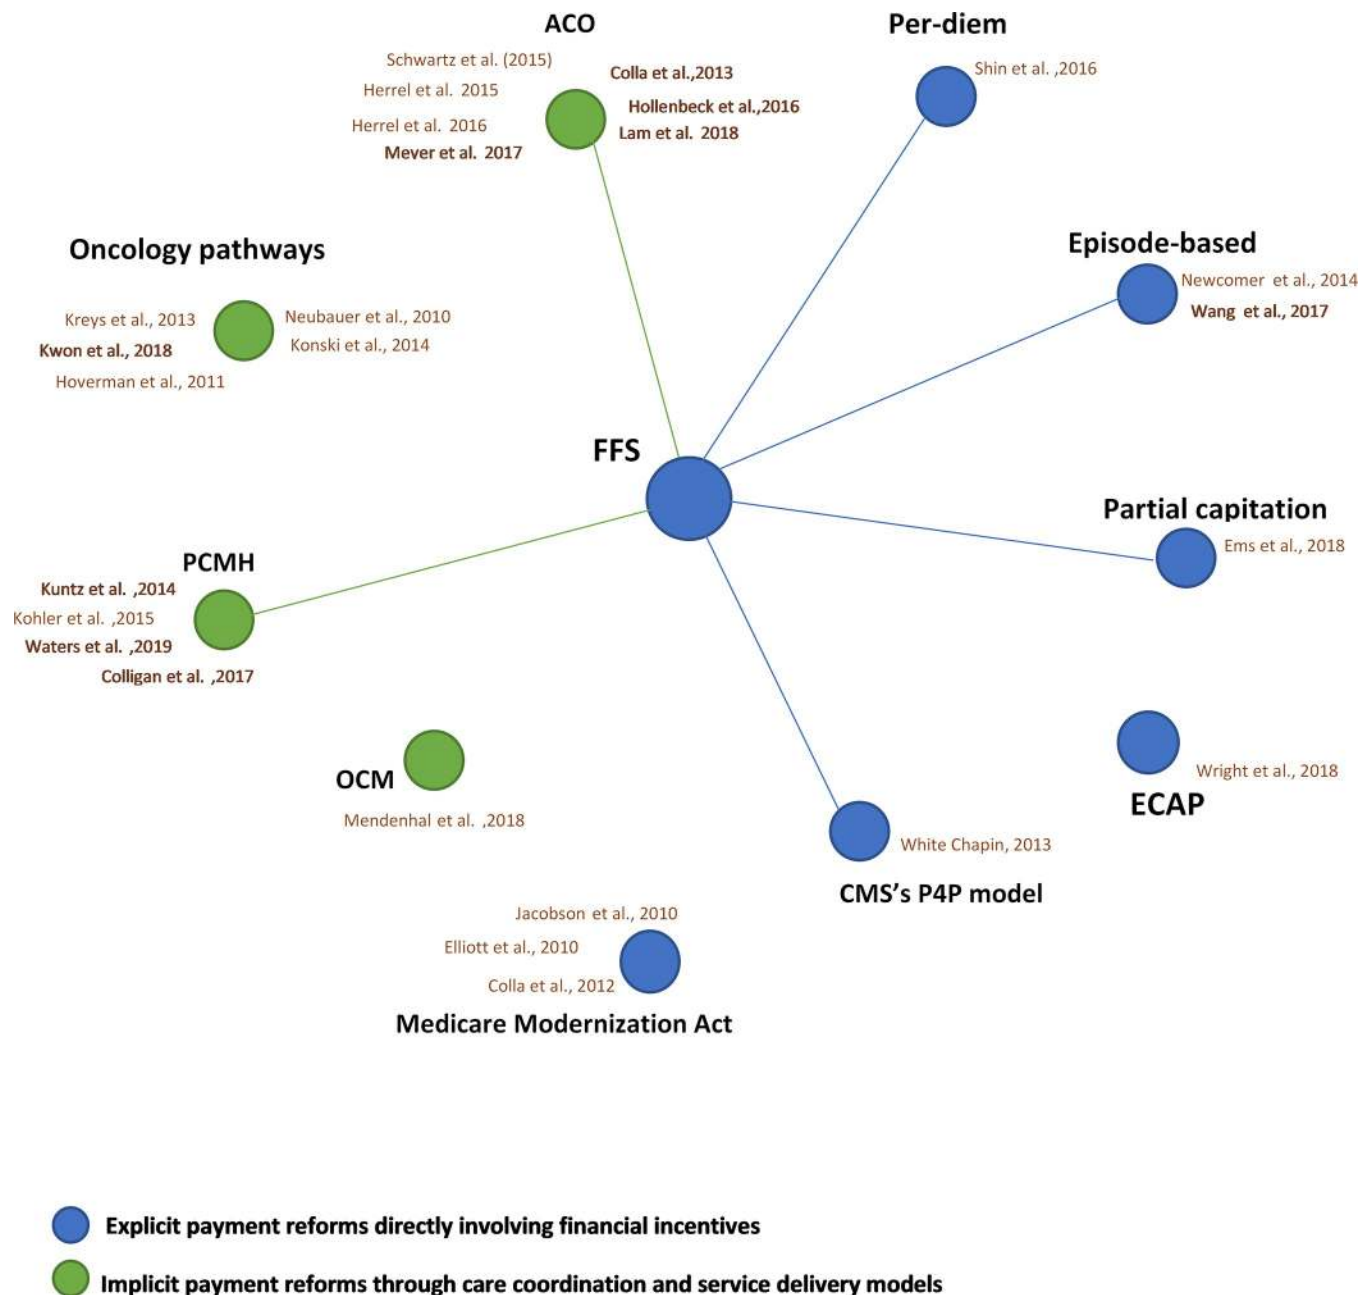 ACO
Per-diem
Schwartz et al. (2015)
Colla et al.,2013
Shin et al. ,2016
Herrel et al. 2015
Hollenbeck et al.,2016
Herrel et al. 2016
Lam et al. 2018
Mever et al. 2017
Oncology pathways
Episode-based
Newcomer et al., 2014
Wang et al., 2017
Kreys et al., 2013
Neubauer et al., 2010
Kwon et al., 2018
Konski et al., 2014
Hoverman et al., 2011
FFS
Partial capitation
Ems et al., 2018
PCMH
Kuntz et al. ,2014
Kohler et al. ,2015
Waters et al. ,2019
Colligan et al. ,2017
OCM
Mendenhal et al. ,2018
Wright et al., 2018
ECAP
White Chapin, 2013
CMS’s P4P model
Jacobson et al., 2010
Elliott et al., 2010
Colla et al., 2012
Medicare Modernization Act
Explicit payment reforms directly involving financial incentives
Implicit payment reforms through care coordination and service delivery models